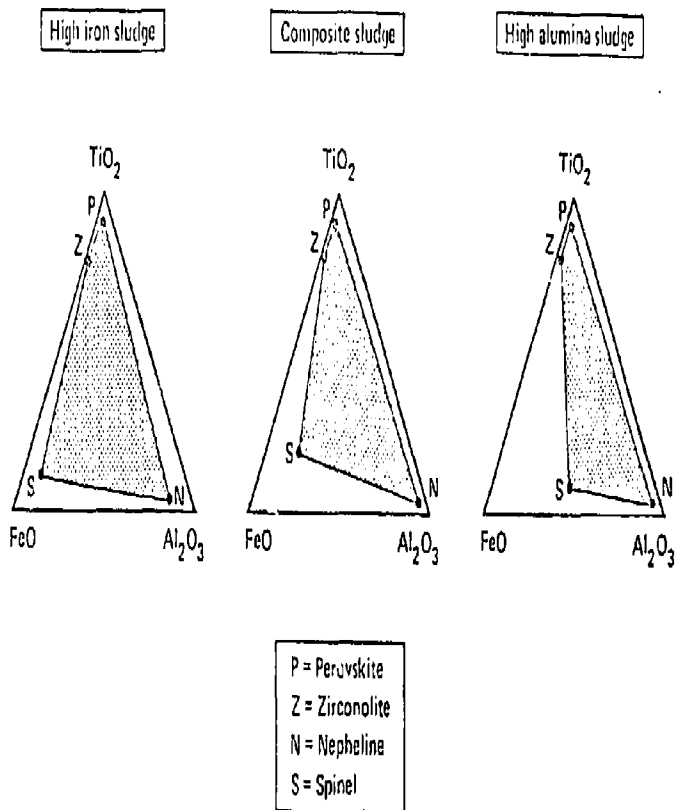 High iron sludge
Composite sludge
High alumina sludge
TiO2
TiO2
TiO2
P
P
P
Z
Z
Z
S
N
S
N
S
N
FeO
Al2O3
FeO
Al2O3
FeO
Al2O3
P = Perovskite
Z = Zirconolite
N = Nepheline
S = Spinel